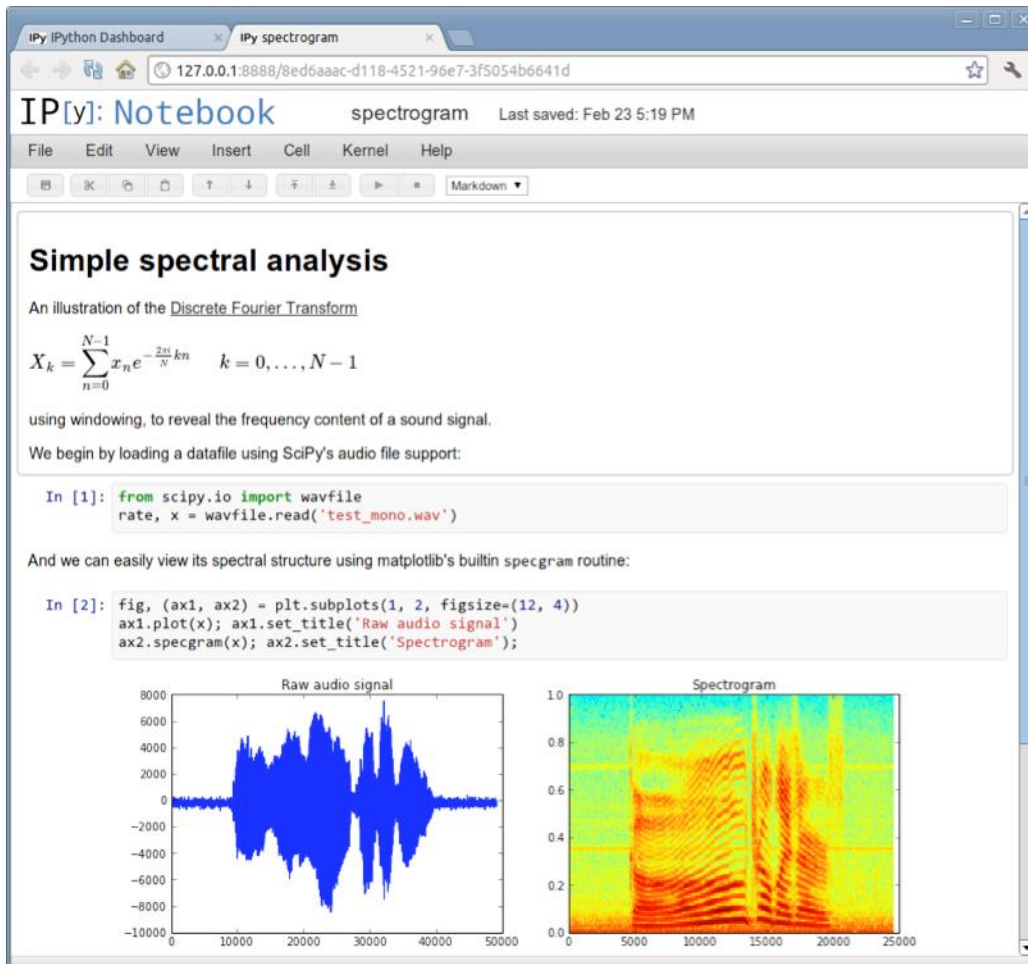 IPy IPython Dashboard × IPy spectrogram ×
127.0.0.1:8888/8ed6aaac-d118-4521-96e7-3f5054b6641d
IP[y]: Notebook spectrogram Last saved: Feb 23 5:19 PM
File Edit View Insert Cell Kernel Help
Markdown ▼
Simple spectral analysis
An illustration of the Discrete Fourier Transform
X_k = \sum_{n=0}^{N-1} x_n e^{-\frac{2\pi i}{N} kn} k = 0, . . . , N − 1
using windowing, to reveal the frequency content of a sound signal.
We begin by loading a datafile using SciPy's audio file support:
In [1]: from scipy.io import wavfile
rate, x = wavfile.read('test_mono.wav')
And we can easily view its spectral structure using matplotlib's builtin specgram routine:
In [2]: fig, (ax1, ax2) = plt.subplots(1, 2, figsize=(12, 4))
ax1.plot(x); ax1.set_title('Raw audio signal')
ax2.specgram(x); ax2.set_title('Spectrogram');
Raw audio signal
8000
6000
4000
2000
0
−2000
−4000
−6000
−8000
−10000
0 10000 20000 30000 40000 50000
Spectrogram
1.0
0.8
0.6
0.4
0.2
0.0
0 5000 10000 15000 20000 25000